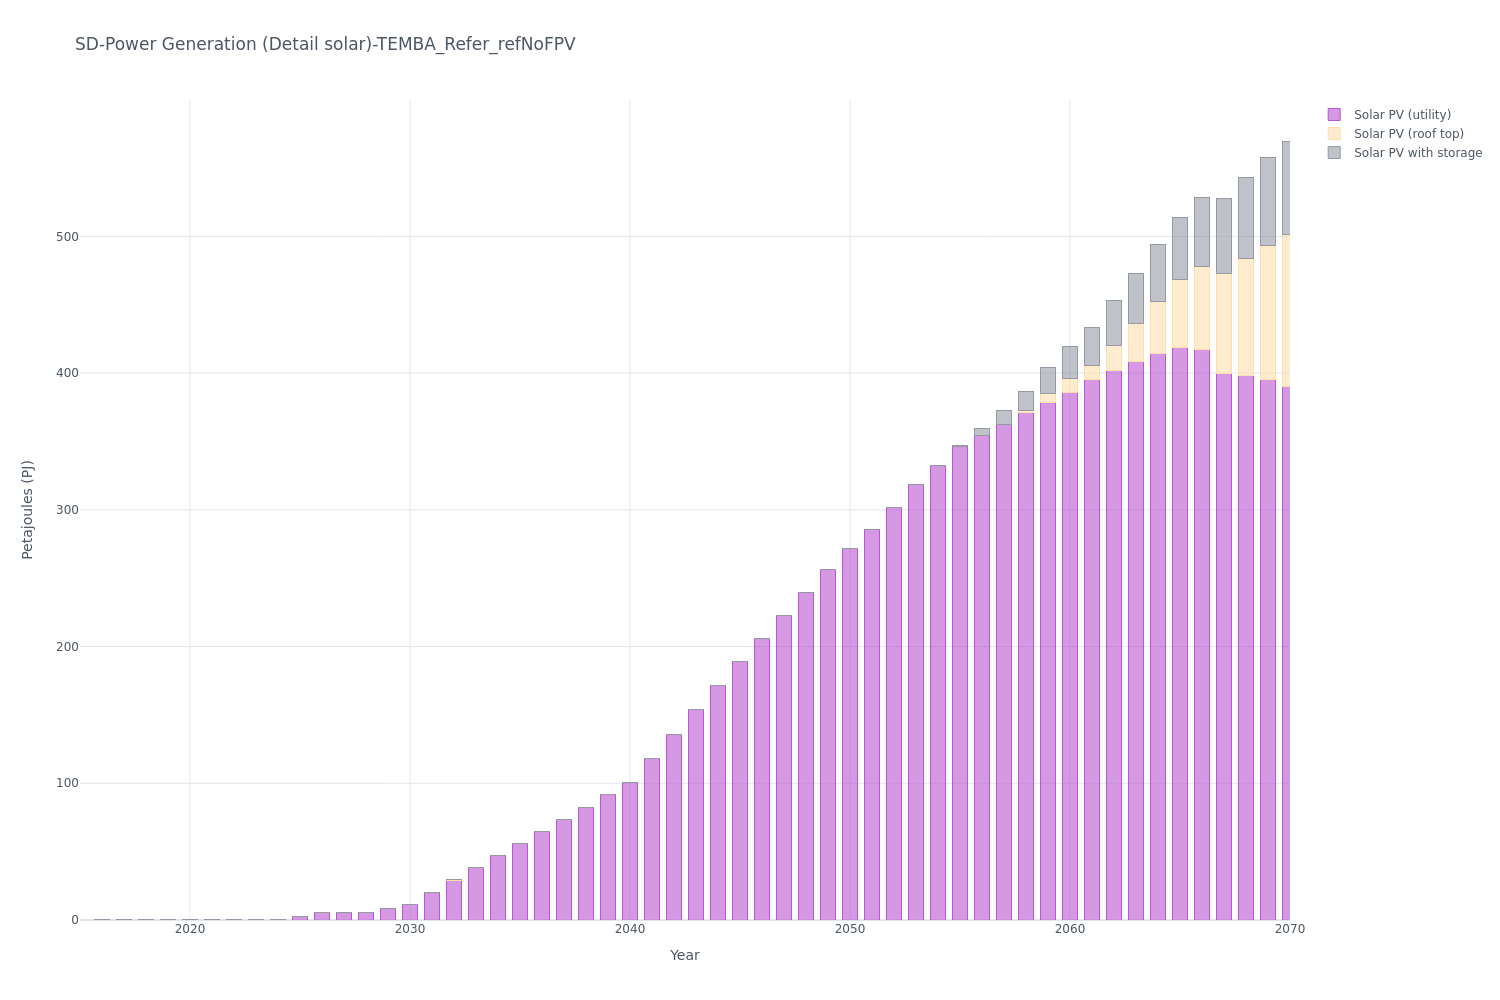 SD-Power Generation (Detail solar)-TEMBA_Refer_refNoFPV
Solar PV (utility)
Solar PV (roof top)
Solar PV with storage
Petajoules (PJ)
500
400
300
200
100
0
2020
2030
2040
2050
2060
2070
Year